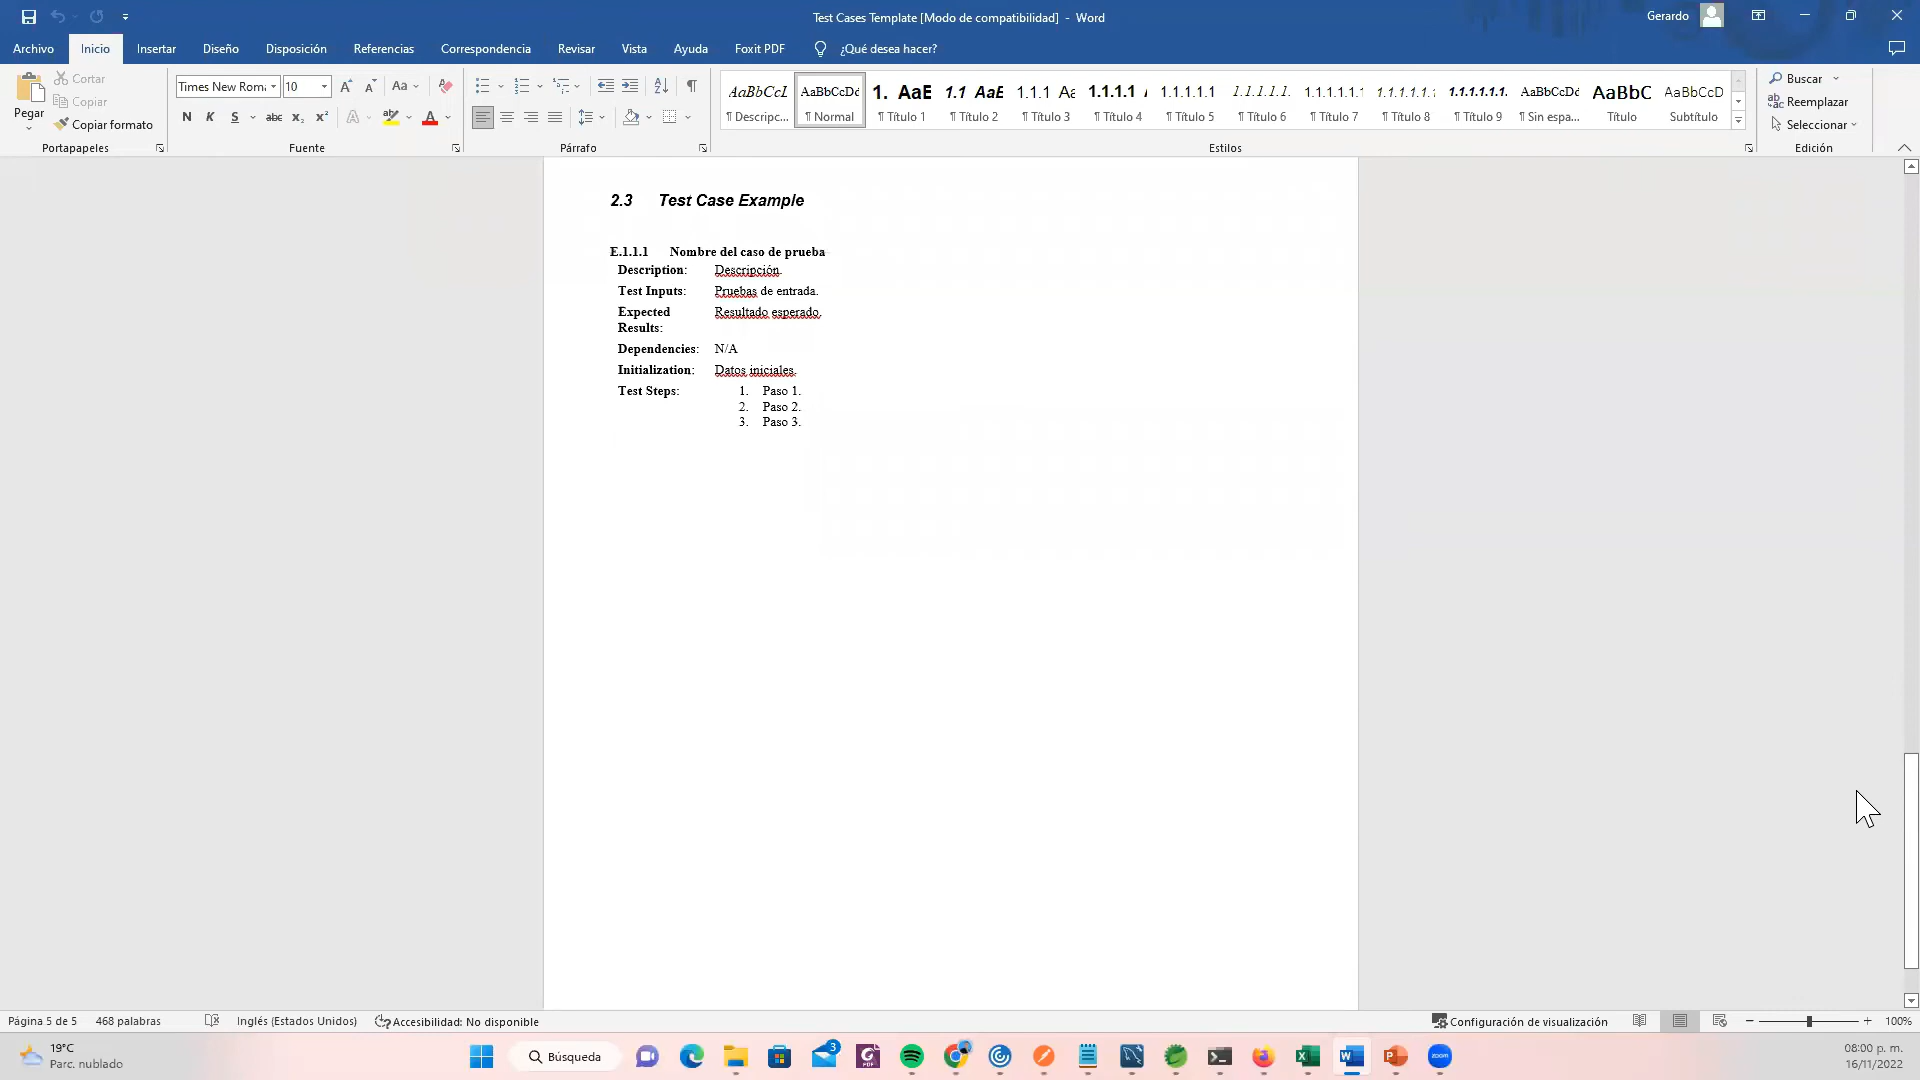 Test Cases Template [Modo de compatibilidad] - Word
Gerardo
Archivo Inicio Insertar Diseño Disposición Referencias Correspondencia Revisar Vista Ayuda Foxit PDF ¿Qué desea hacer?
Pegar
Cortar
Copiar
Copiar formato
Portapapeles
Times New Roma 10
N K S abc x₂ x²
Fuente
Párrafo
AaBbCcI AaBbCcDd 1. AaE 1.1 AaE 1.1.1 Aa 1.1.1.1 1.1.1.1.1 1.1.1.1.1. 1.1.1.1.1.1 1.1.1.1.1.1. 1.1.1.1.1.1. AaBbCcDd AaBbC AaBbCcD
¶ Descripc... ¶ Normal ¶ Título 1 ¶ Título 2 ¶ Título 3 ¶ Título 4 ¶ Título 5 ¶ Título 6 ¶ Título 7 ¶ Título 8 ¶ Título 9 ¶ Sin espa... Título Subtítulo
Estilos
Buscar
Reemplazar
Seleccionar
Edición
2.3 Test Case Example
E.1.1.1 Nombre del caso de prueba
Description: Descripción.
Test Inputs: Pruebas de entrada.
Expected Resultado esperado.
Results:
Dependencies: N/A
Initialization: Datos iniciales.
Test Steps: 1. Paso 1.
2. Paso 2.
3. Paso 3.
Página 5 de 5 468 palabras Inglés (Estados Unidos) Accesibilidad: No disponible Configuración de visualización 100%
19°C
Parc. nublado
Búsqueda
3
zoom
08:00 p. m.
16/11/2022